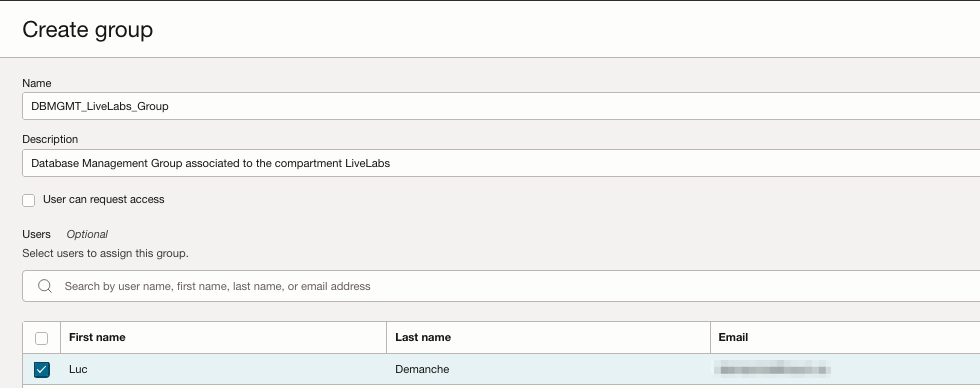 Create group
Name
DBMGMT_LiveLabs_Group
Description
Database Management Group associated to the compartment LiveLabs
User can request access
Users Optional
Select users to assign this group.
Search by user name, first name, last name, or email address
First name Last name Email
Luc Demanche